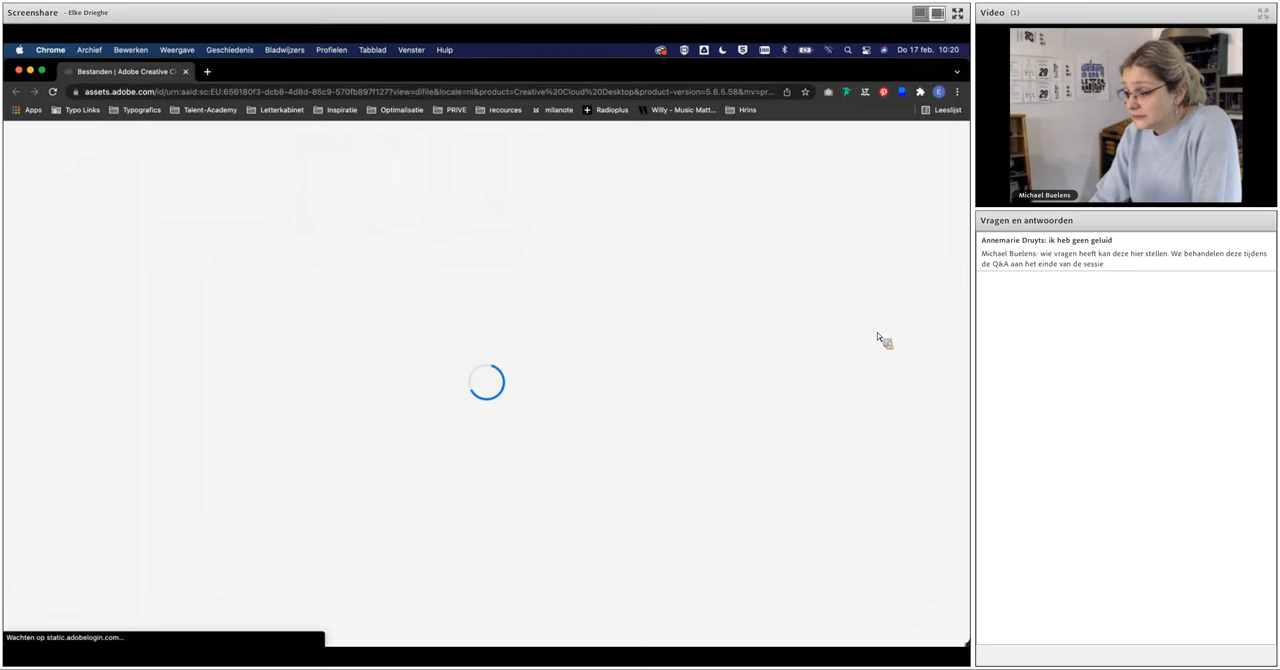 Screenshare - Elke Drieghe
Chrome Archief Bewerken Weergave Geschiedenis Bladwijzers Profielen Tabblad Venster Help Do 17 feb. 10:20
Bestanden | Adobe Creative Cl
assets.adobe.com/id/urn:aaid:sc:EU:656180f3-dcb8-4d8d-85c9-570fb897f127?view=difile&locale=nl&product=Creative%20Cloud%20Desktop&product-version=5.6.5.58&mv=pr...
Apps Typo Links Typografics Talent-Academy Letterkabinet Inspiratie Optimalisatie PRIVE recources milanote Radioplus Willy - Music Matt... Hrins Leeslijst
Wachten op static.adobelogin.com...
Video (1)
29
29
29
Michael Buelens
Vragen en antwoorden
Annemarie Druyts: ik heb geen geluid
Michael Buelens: wie vragen heeft kan deze hier stellen. We behandelen deze tijdens
de Q&A aan het einde van de sessie